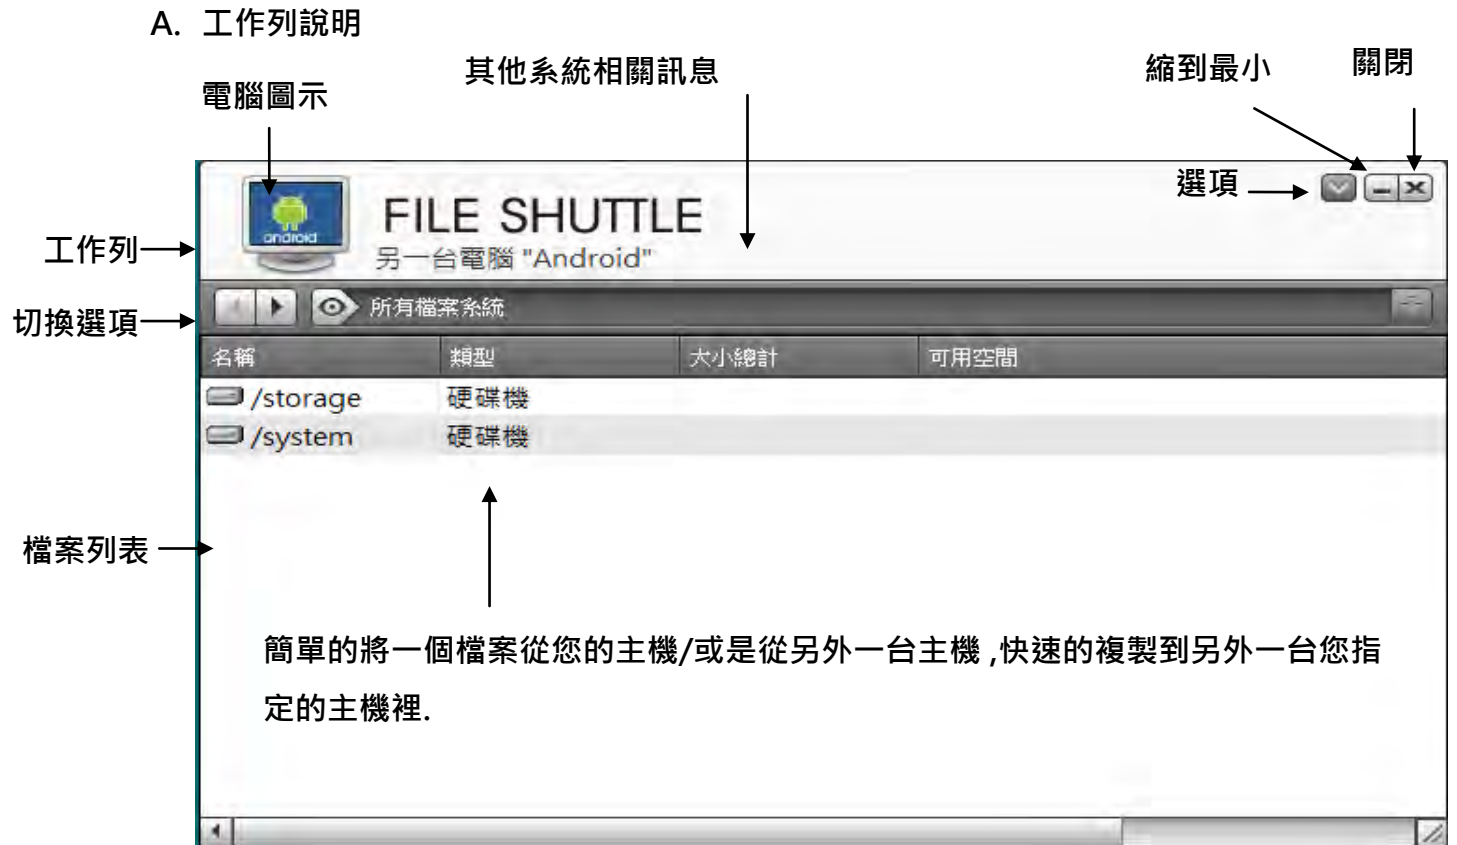 A. 工作列說明
電腦圖示
其他系統相關訊息
縮到最小
關閉
選項
android
FILE SHUTTLE
另一台電腦 "Android"
工作列
切換選項
所有檔案系統
名稱 類型 大小總計 可用空間
/storage 硬碟機
/system 硬碟機
檔案列表
簡單的將一個檔案從您的主機/或是從另外一台主機 ,快速的複製到另外一台您指
定的主機裡.